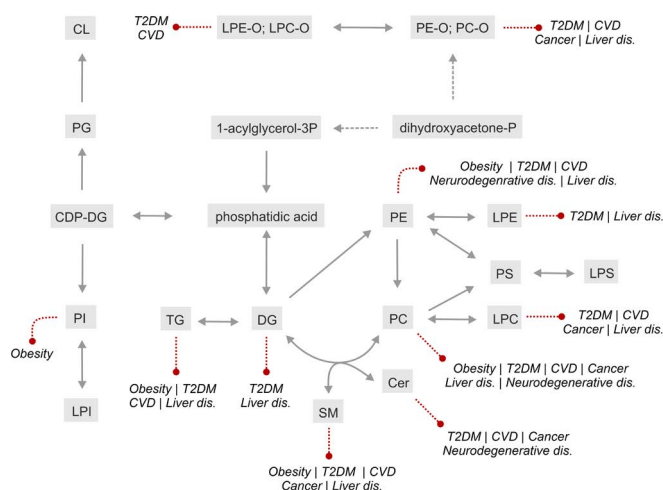 CL
T2DM
CVD
LPE-O; LPC-O
PE-O; PC-O
T2DM | CVD
Cancer | Liver dis.
PG
1-acylglycerol-3P
dihydroxyacetone-P
Obesity | T2DM | CVD
Nerurodegenrative dis. | Liver dis.
CDP-DG
phosphatidic acid
PE
LPE
T2DM | Liver dis.
PS
LPS
PI
TG
DG
PC
LPC
T2DM | CVD
Cancer | Liver dis.
Obesity
Obesity | T2DM
CVD | Liver dis.
T2DM
Liver dis.
Obesity | T2DM | CVD | Cancer
Liver dis. | Neurodegenerative dis.
Cer
LPI
SM
T2DM | CVD | Cancer
Neurodegenerative dis.
Obesity | T2DM | CVD
Cancer | Liver dis.